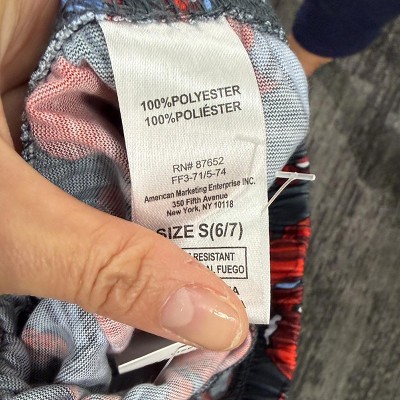 100%POLYESTER
100%POLIÉSTER
RN# 87652
FF3-71/5-74
American Marketing Enterprise INC.
350 Fifth Avenue
New York, NY 10118
SIZE S(6/7)
RESISTANT
FUEGO